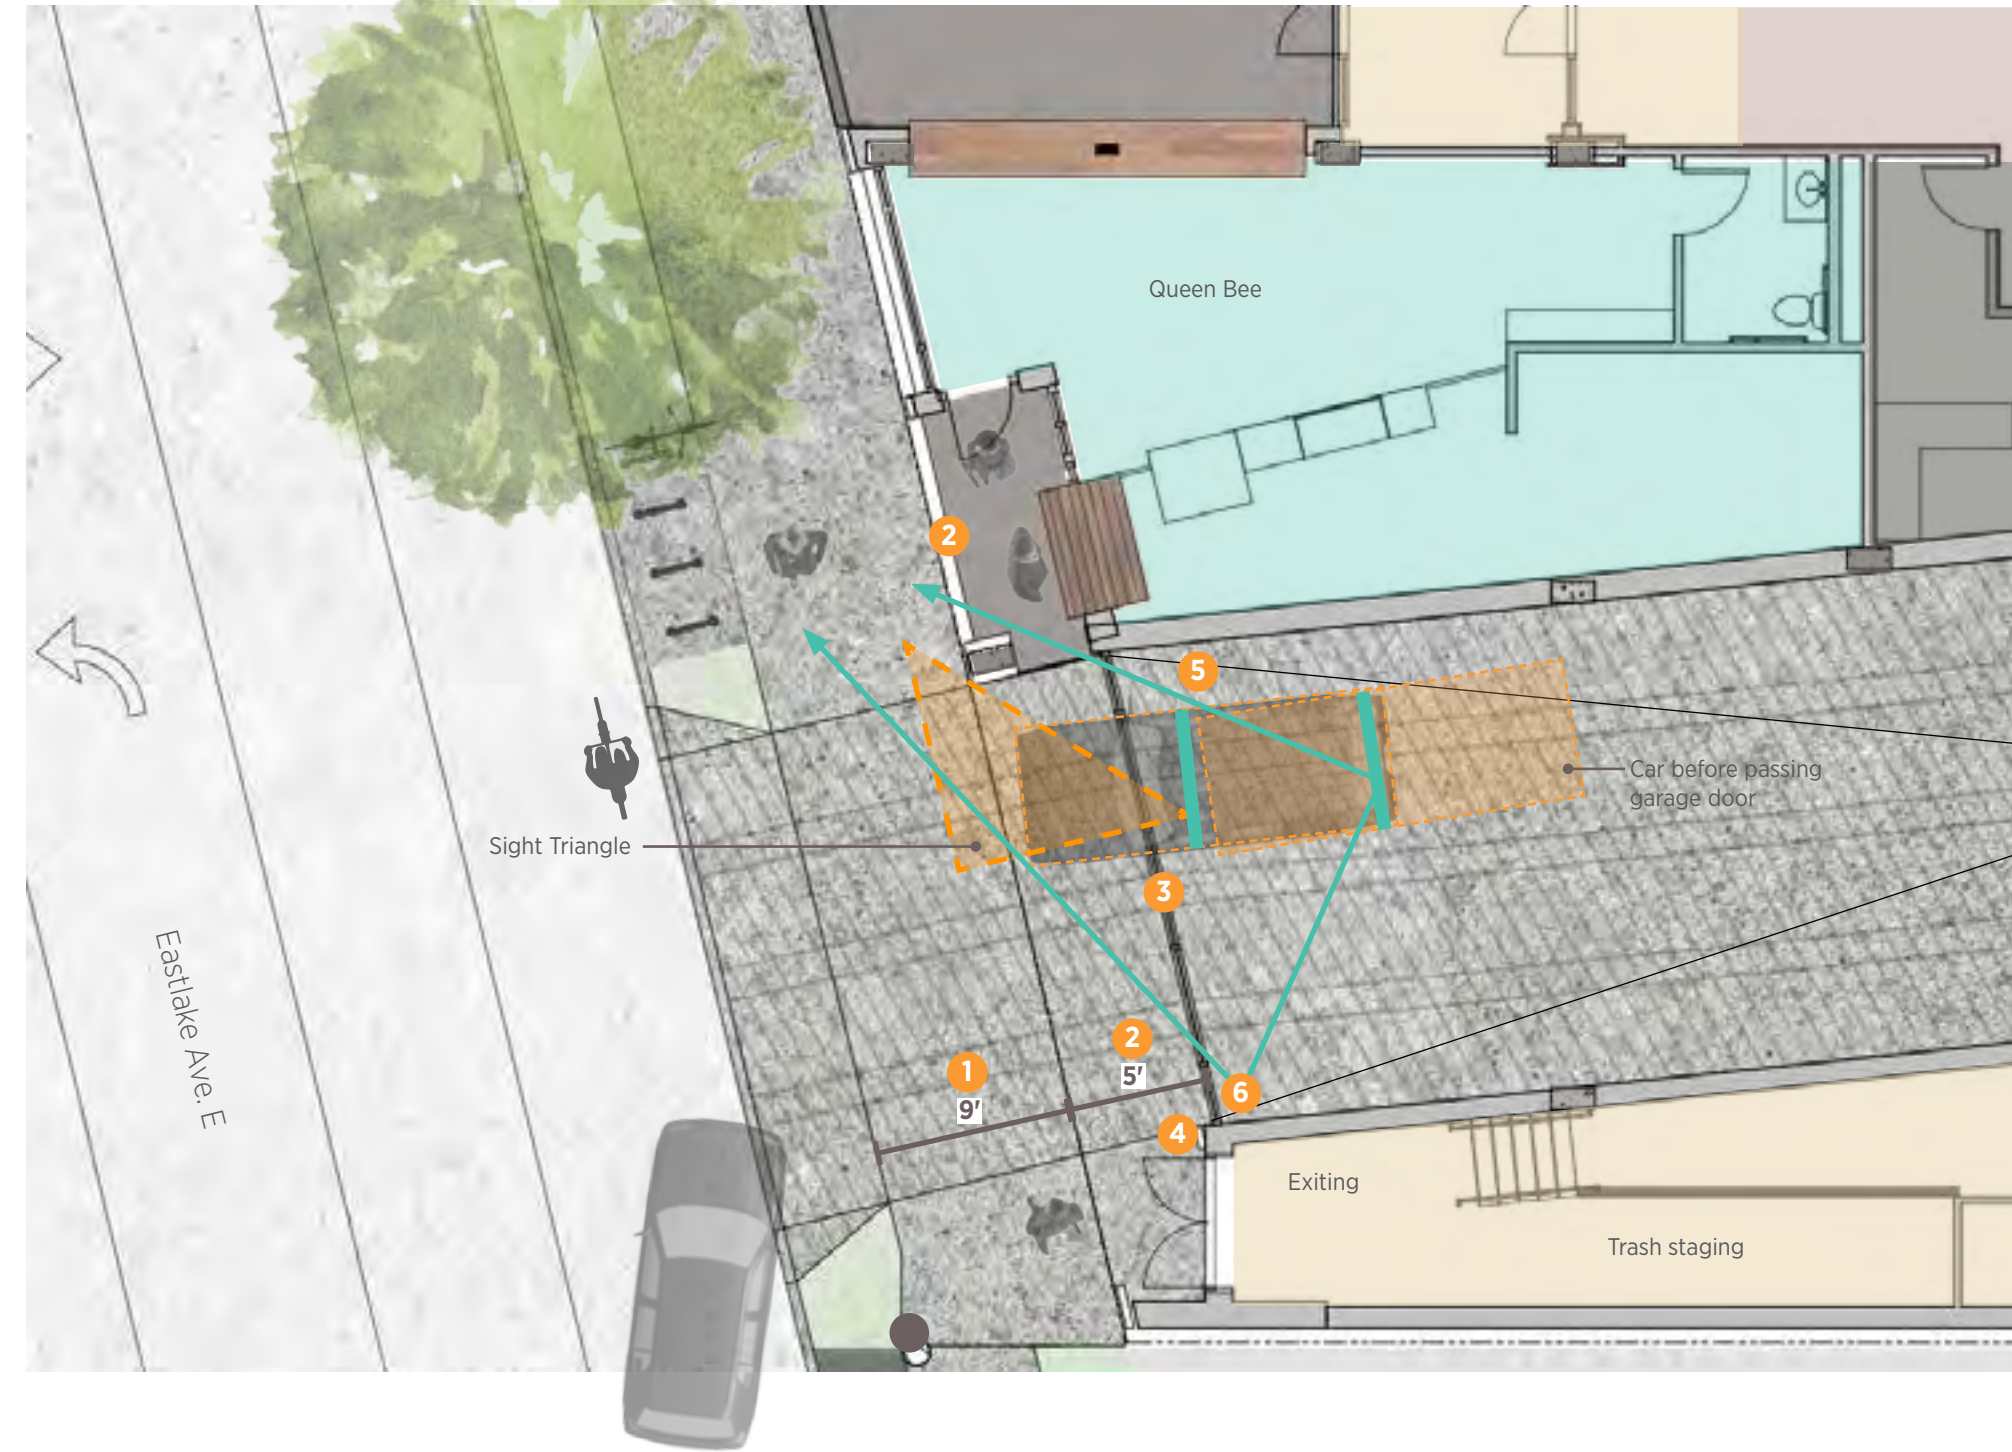 Queen Bee
2
5
Car before passing
garage door
Sight Triangle
3
Eastlake Ave. E
2
5'
1
9'
6
4
Exiting
Trash staging